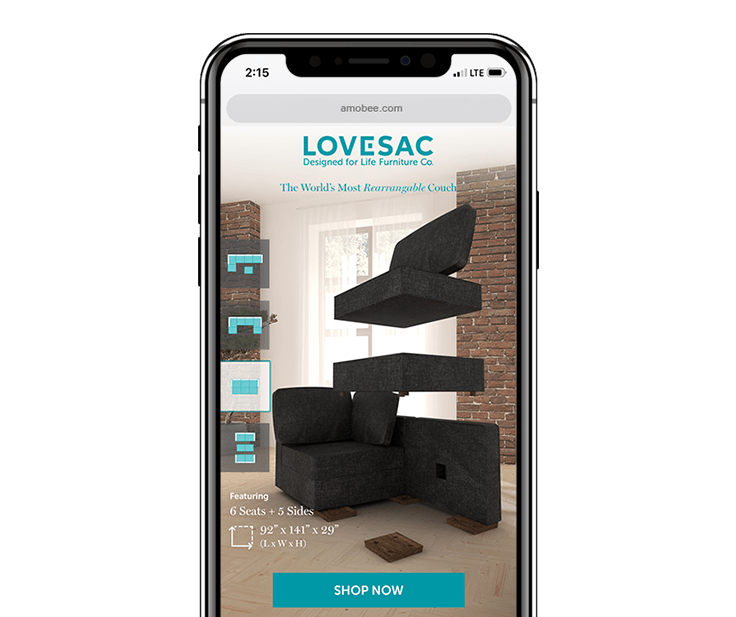 2:15
LTE
amobee.com
LOVESAC
Designed for Life Furniture Co.
The World's Most Rearrangable Couch
Featuring
6 Seats + 5 Sides
92" x 141" x 29"
(L x W x H)
SHOP NOW